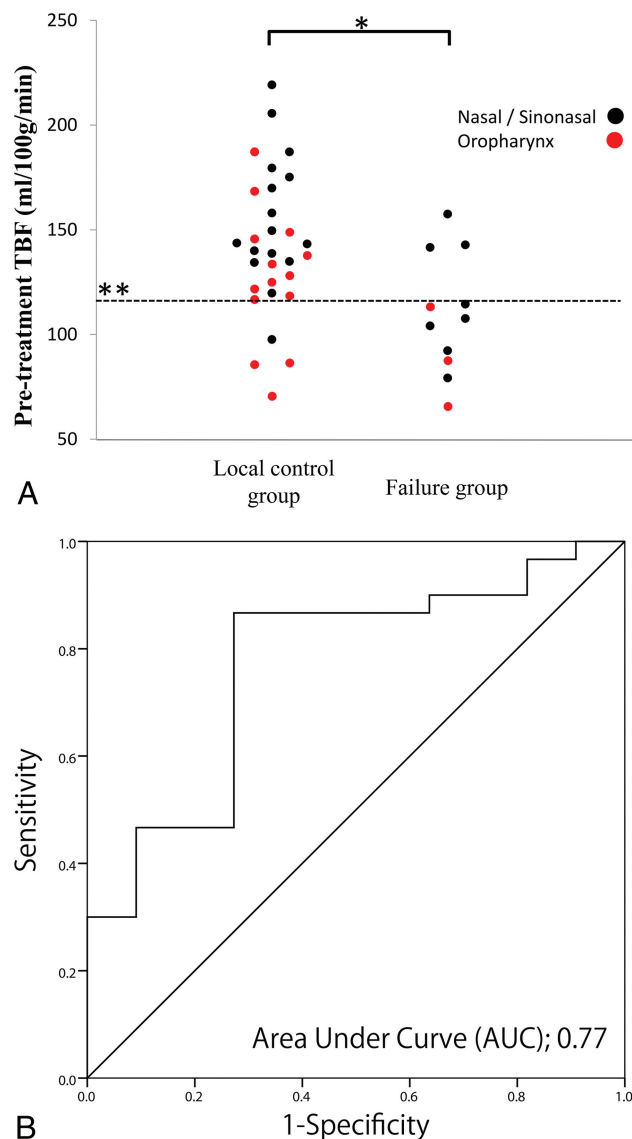 250
*
200
Nasal / Sinonasal
Oropharynx
150
**
100
50
Pre-treatment TBF (ml/100g/min)
Local control
group
Failure group
A
1.0
0.8
0.6
0.4
0.2
0.0
Sensitivity
Area Under Curve (AUC); 0.77
0.0 0.2 0.4 0.6 0.8 1.0
1-Specificity
B